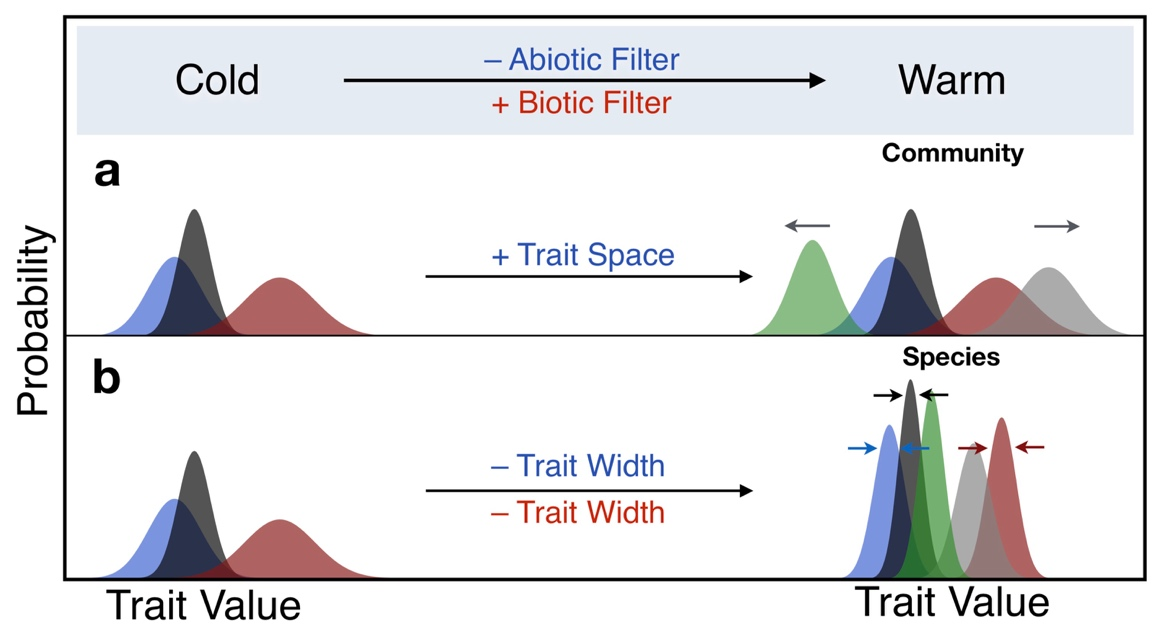 Cold
– Abiotic Filter
+ Biotic Filter
Warm
a
Community
+ Trait Space
Probability
b
Species
– Trait Width
– Trait Width
Trait Value
Trait Value